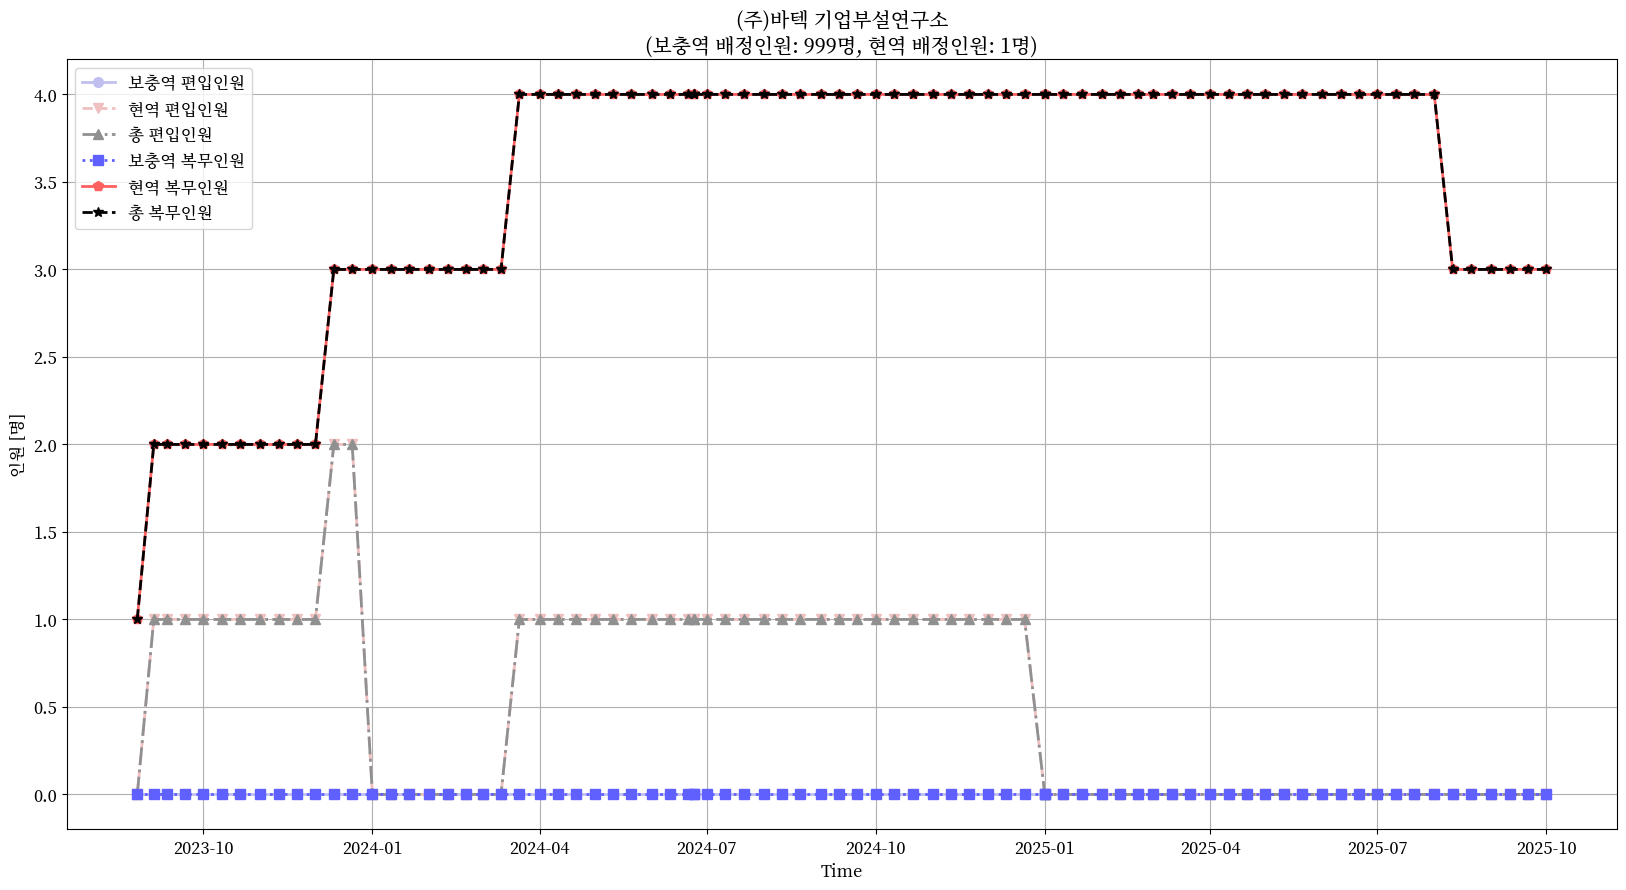 (주)바텍 기업부설연구소
(보충역 배정인원: 999명, 현역 배정인원: 1명)
보충역 편입인원
현역 편입인원
총 편입인원
보충역 복무인원
현역 복무인원
총 복무인원
4.0
3.5
3.0
2.5
2.0
1.5
1.0
0.5
0.0
인원 [명]
2023-10 2024-01 2024-04 2024-07 2024-10 2025-01 2025-04 2025-07 2025-10
Time